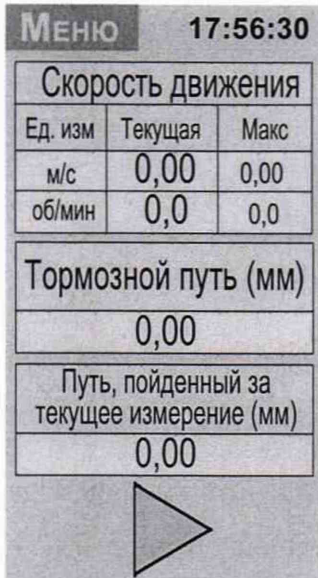 Меню 17:56:30
Скорость движения
Ед. изм Текущая Макс
м/с 0,00 0,00
об/мин 0,0 0,0
Тормозной путь (мм)
0,00
Путь, пойденный за
текущее измерение (мм)
0,00